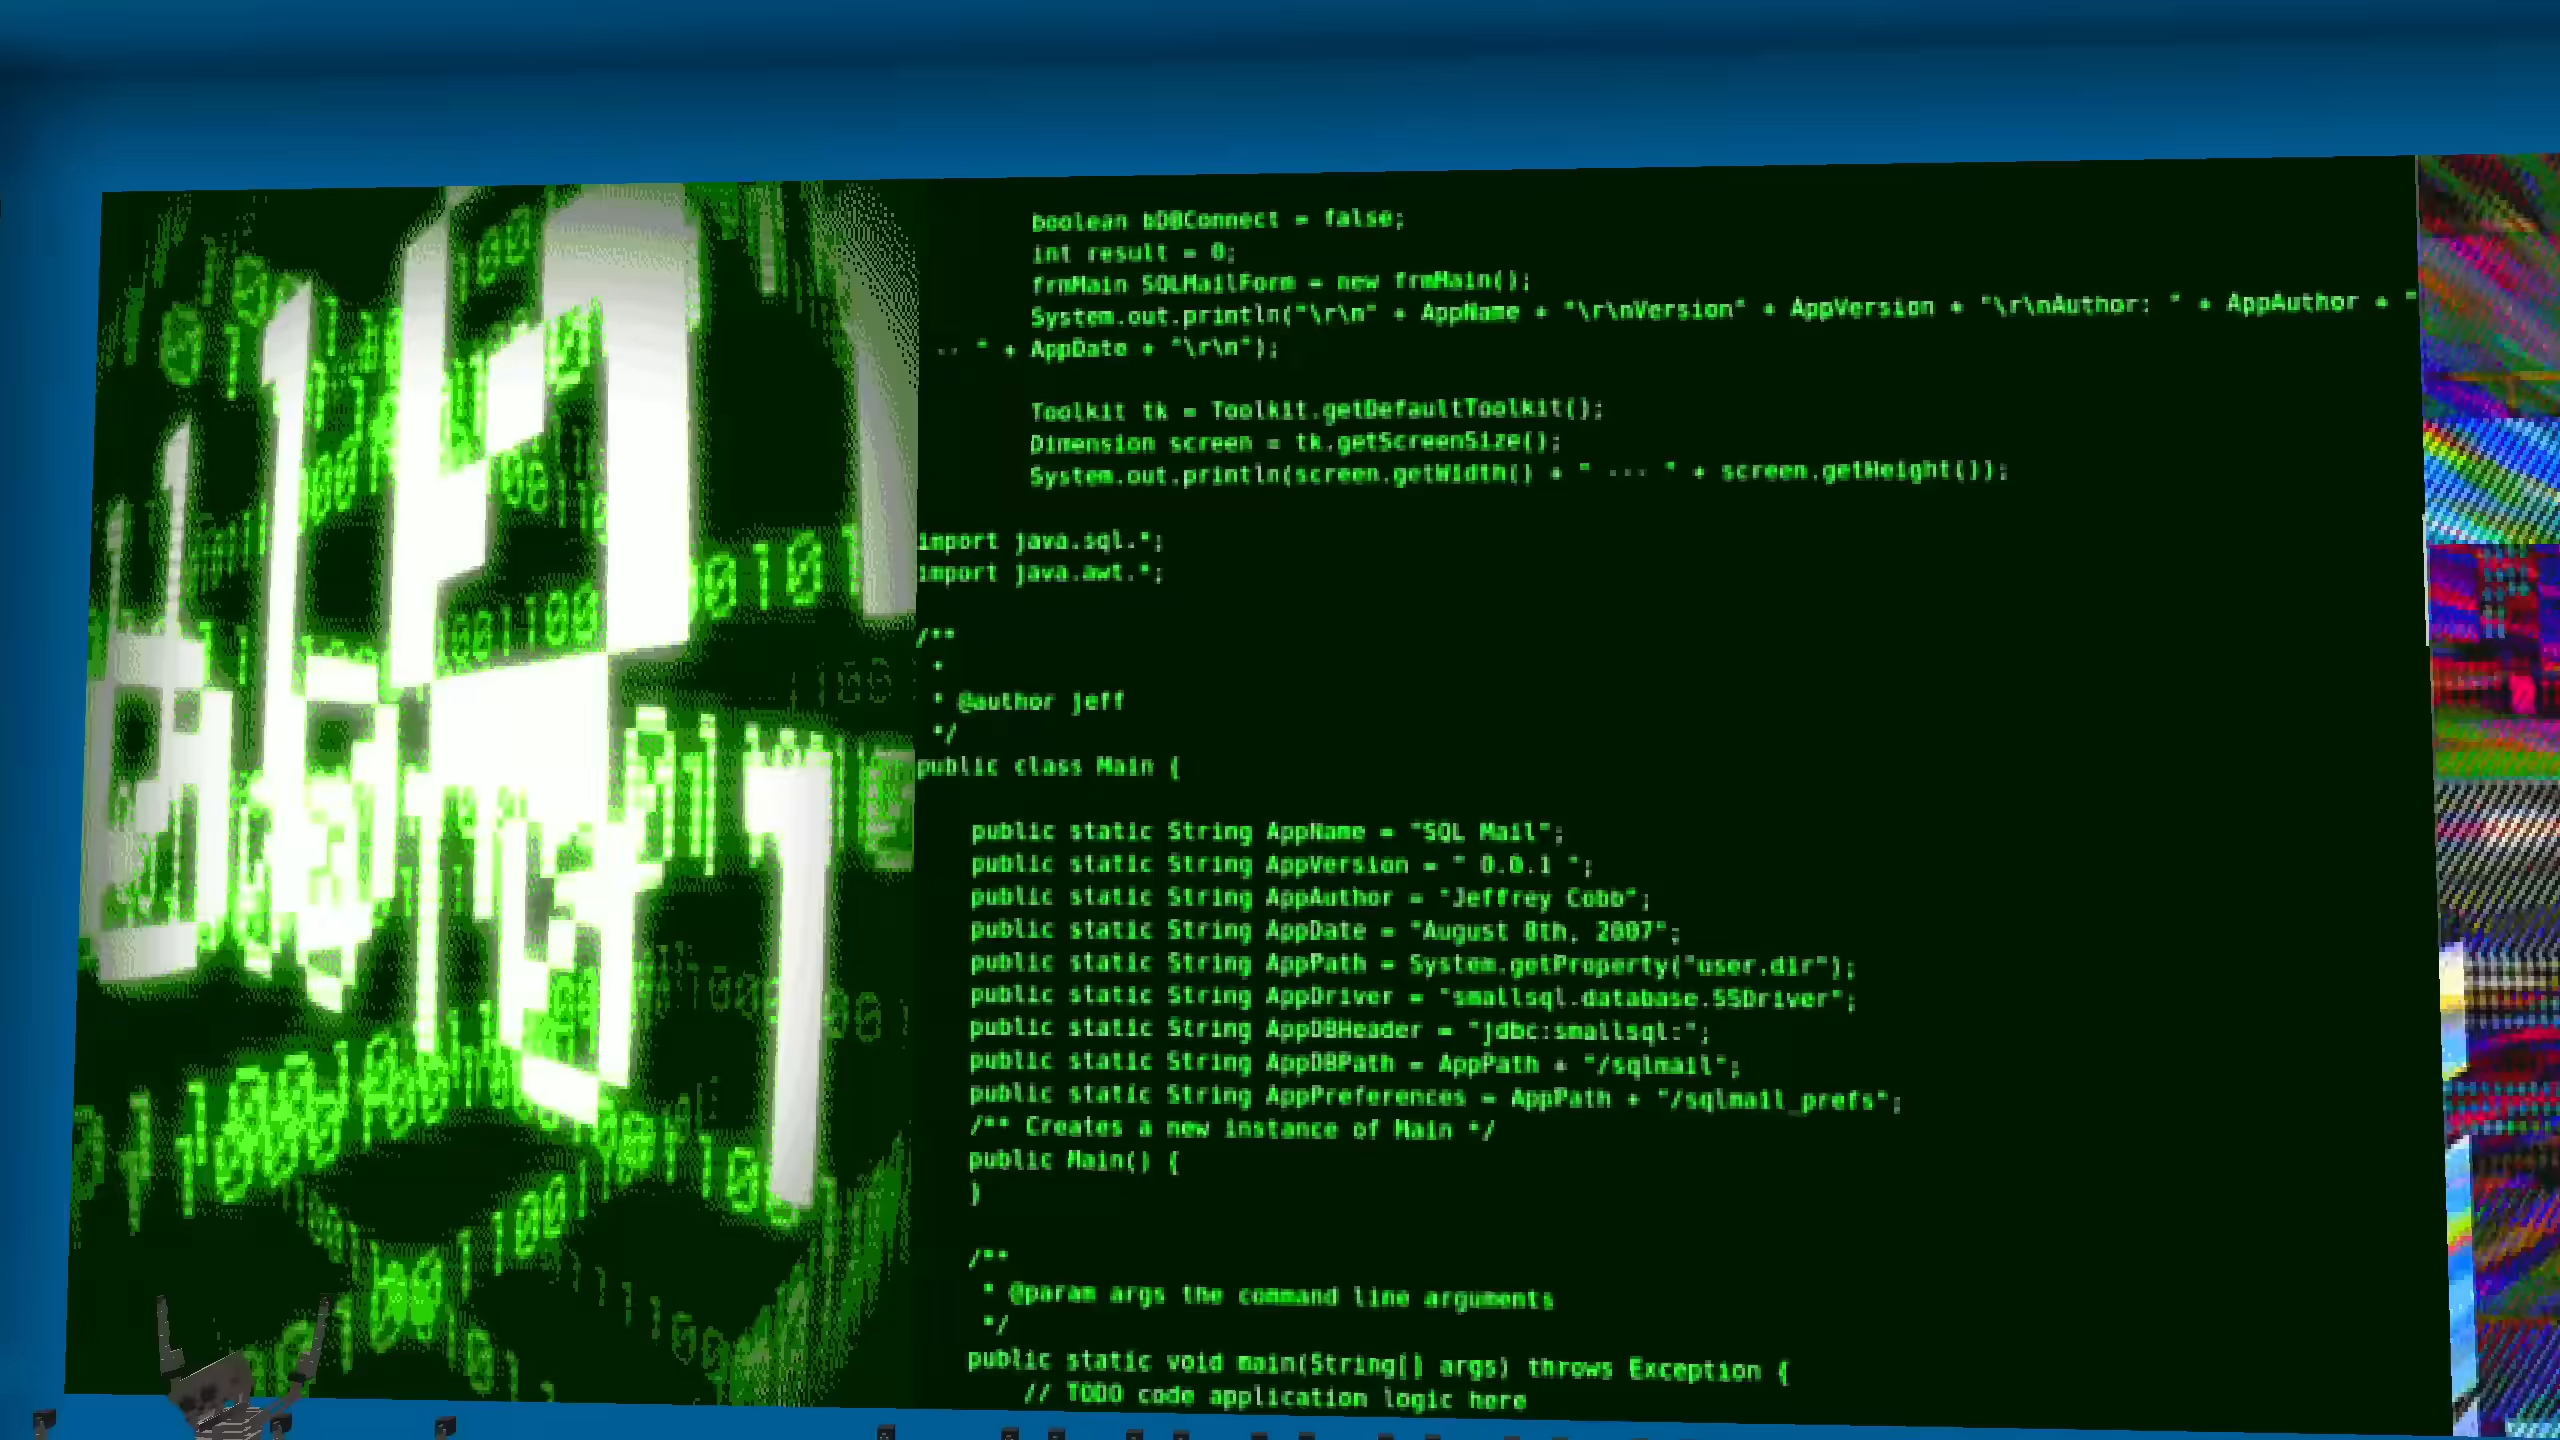 boolean bDBConnect = false;
int result = 0;
frmMain SQLMailForm = new frmMain();
System.out.println("\r\n" + AppName + "\r\nVersion" + AppVersion + "\r\nAuthor: " + AppAuthor + "
-- " + AppDate + "\r\n");
Toolkit tk = Toolkit.getDefaultToolkit();
Dimension screen = tk.getScreenSize();
System.out.println(screen.getWidth() + " --- " + screen.getHeight());
import java.sql.*;
import java.awt.*;
/**
*
* @author jeff
*/
public class Main {
public static String AppName = "SQL Mail";
public static String AppVersion = " 0.0.1 ";
public static String AppAuthor = "Jeffrey Cobb";
public static String AppDate = "August 8th, 2007";
public static String AppPath = System.getProperty("user.dir");
public static String AppDriver = "smallsql.database.SSDriver";
public static String AppDBHeader = "jdbc:smallsql:";
public static String AppDBPath = AppPath + "/sqlmail";
public static String AppPreferences = AppPath + "/sqlmail_prefs";
/** Creates a new instance of Main */
public Main() {
}
/**
* @param args the command line arguments
*/
public static void main(String[] args) throws Exception {
// TODO code application logic here